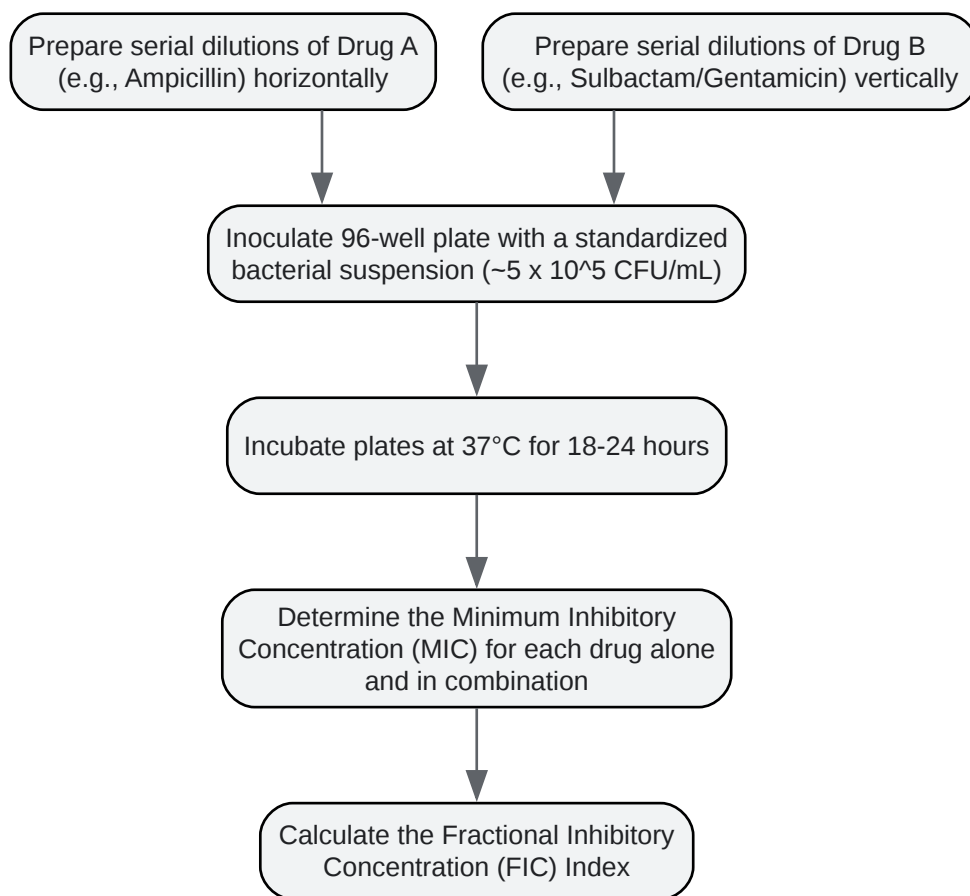 Prepare serial dilutions of Drug A
(e.g., Ampicillin) horizontally
Prepare serial dilutions of Drug B
(e.g., Sulbactam/Gentamicin) vertically
Inoculate 96-well plate with a standardized
bacterial suspension (~5 x 10^5 CFU/mL)
Incubate plates at 37°C for 18-24 hours
Determine the Minimum Inhibitory
Concentration (MIC) for each drug alone
and in combination
Calculate the Fractional Inhibitory
Concentration (FIC) Index